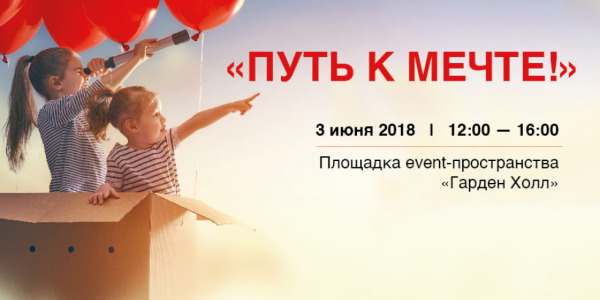 «ПУТЬ К МЕЧТЕ!»
3 июня 2018 | 12:00 — 16:00
Площадка event-пространства
«Гарден Холл»